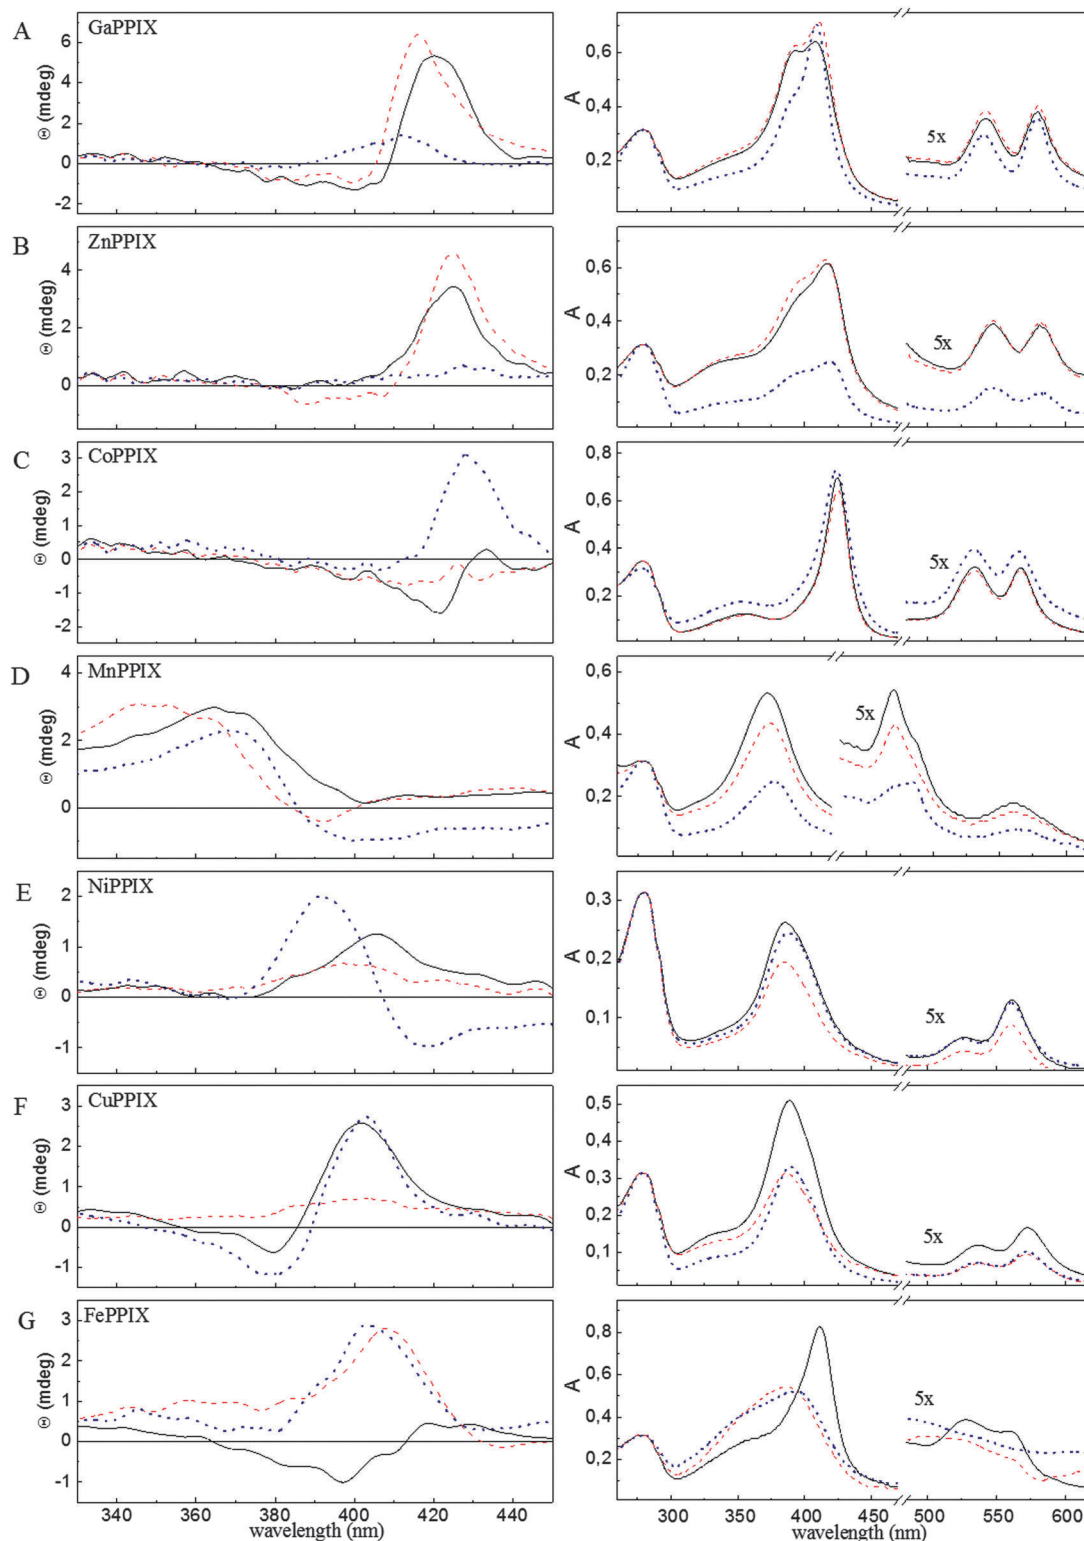 A GaPPIX
Θ (mdeg)
6
4
2
0
-2
A
0,6
0,4
0,2
5x
B ZnPPIX
Θ (mdeg)
4
2
0
A
0,6
0,4
0,2
5x
C CoPPIX
Θ (mdeg)
3
2
1
0
-1
-2
A
0,8
0,6
0,4
0,2
5x
D MnPPIX
Θ (mdeg)
4
2
0
A
0,6
0,4
0,2
5x
E NiPPIX
Θ (mdeg)
2
1
0
-1
A
0,3
0,2
0,1
5x
F CuPPIX
Θ (mdeg)
3
2
1
0
-1
A
0,5
0,4
0,3
0,2
0,1
5x
G FePPIX
Θ (mdeg)
3
2
1
0
-1
A
0,8
0,6
0,4
0,2
5x
340 360 380 400 420 440
wavelength (nm)
300 350 400 450 500 550 600
wavelength (nm)